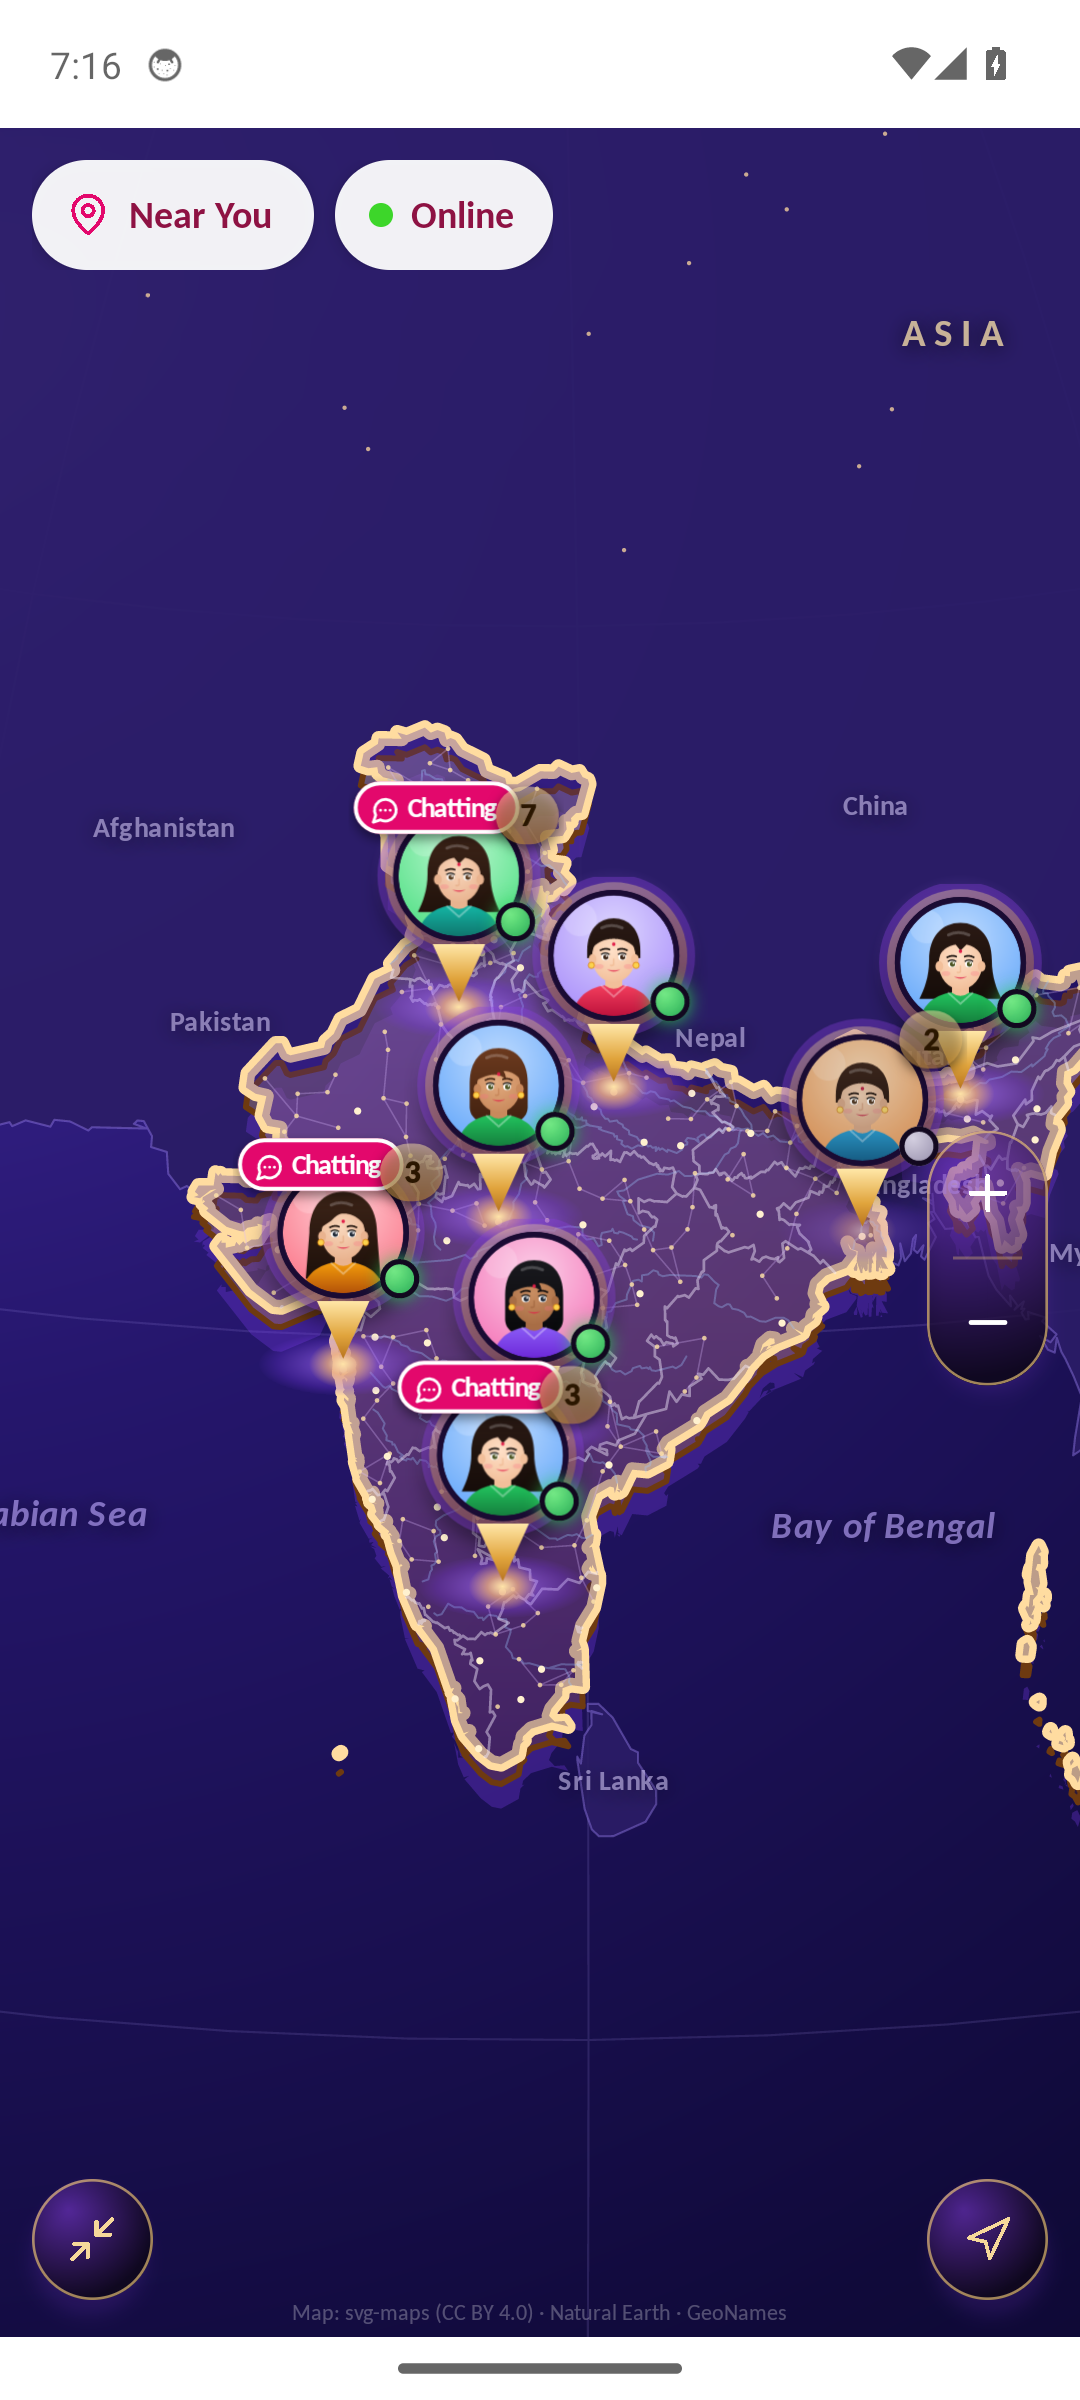 7:16
Near You
Online
ASIA
China
Afghanistan
Chatting
7
Pakistan
Nepal
2
Chatting
3
My
Chatting
3
abian Sea
Bay of Bengal
Sri Lanka
Map: svg-maps (CC BY 4.0) · Natural Earth · GeoNames